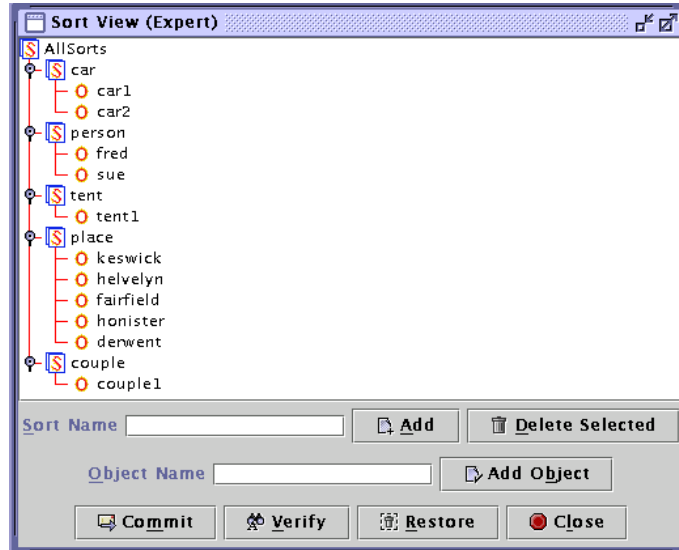 Sort View (Expert)
S AllSorts
S car
O car1
O car2
S person
O fred
O sue
S tent
O tent1
S place
O keswick
O helvelyn
O fairfield
O honister
O derwent
S couple
O couple1
Sort Name Add Delete Selected
Object Name Add Object
Commit Verify Restore Close